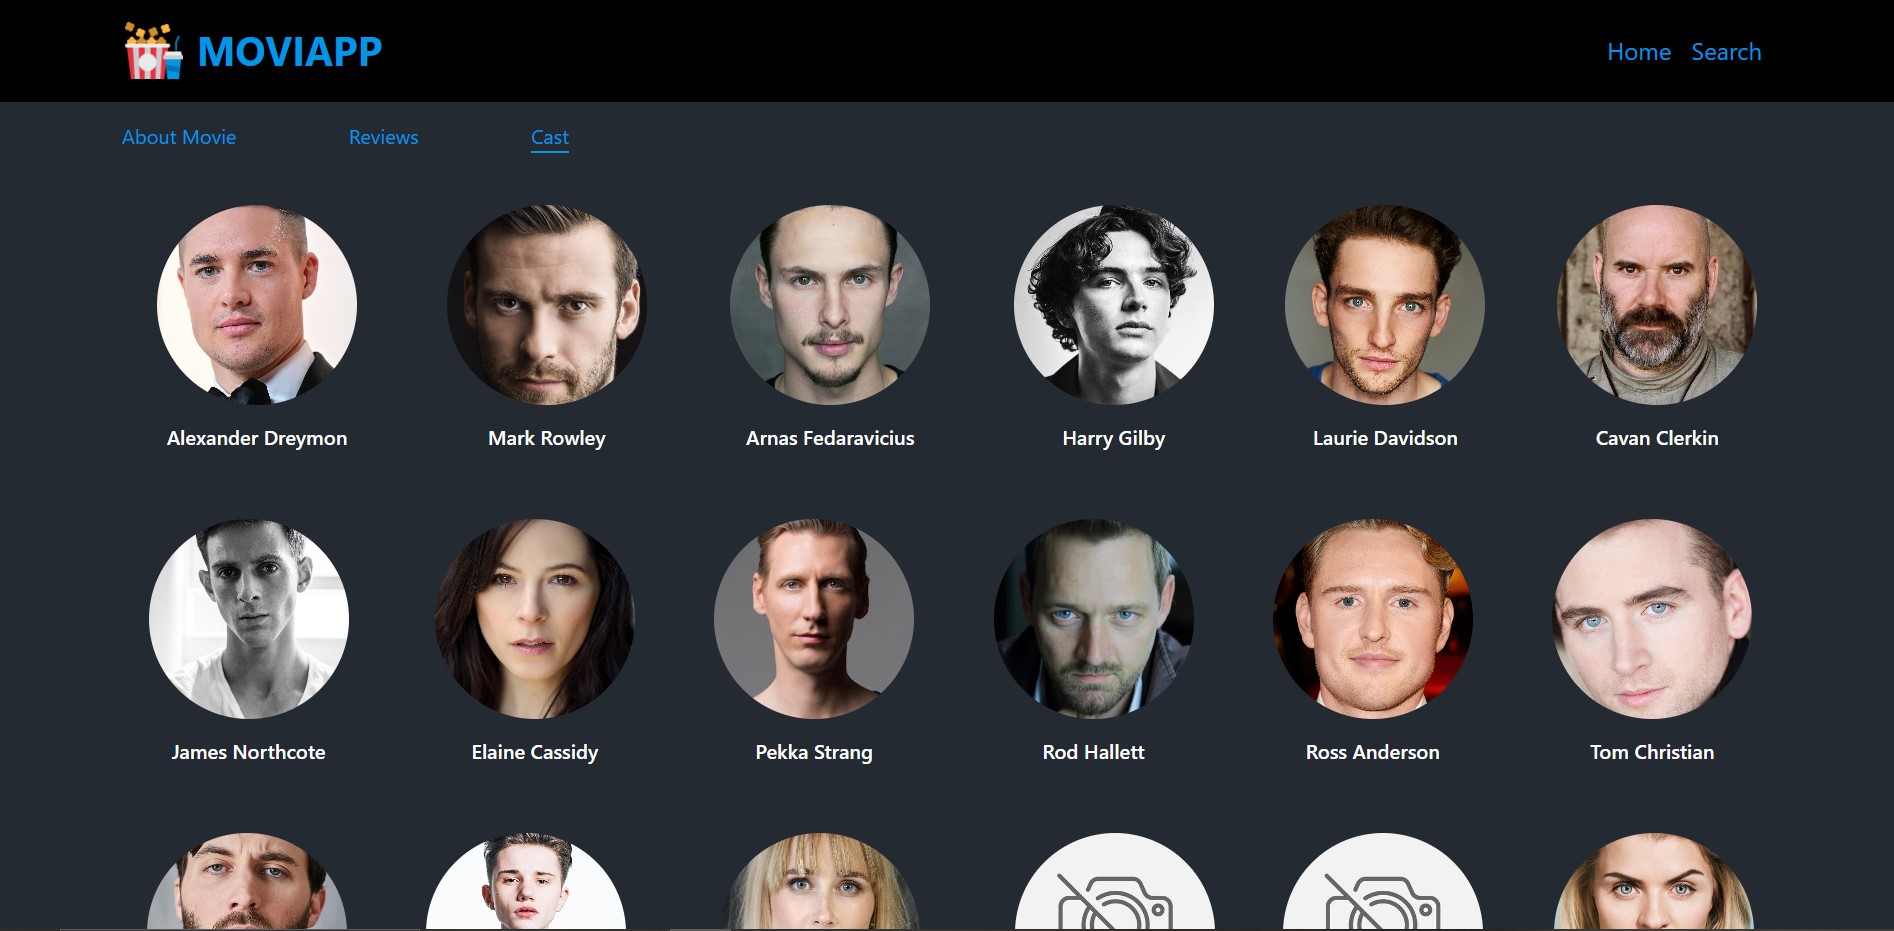 MOVIAPP
Home Search
About Movie Reviews Cast
Alexander Dreymon Mark Rowley Arnas Fedaravicius Harry Gilby Laurie Davidson Cavan Clerkin
James Northcote Elaine Cassidy Pekka Strang Rod Hallett Ross Anderson Tom Christian